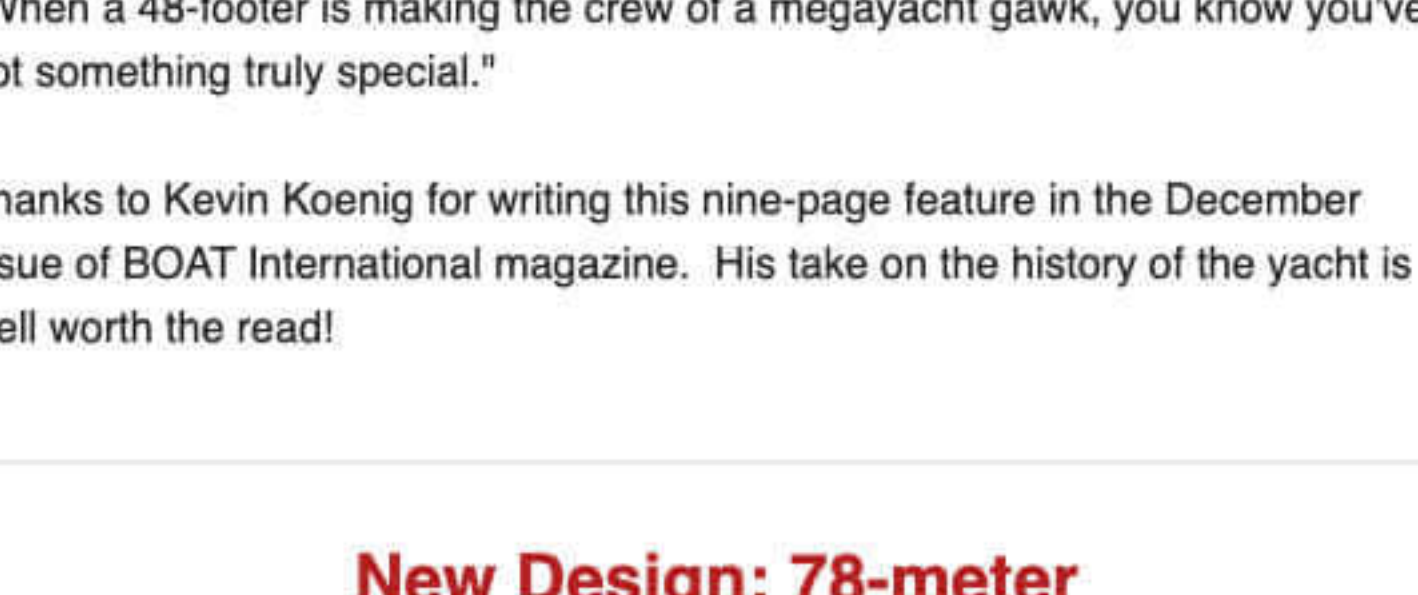 When a 48-footer is making the crew of a megayacht gawk, you know you've
ot something truly special."
hanks to Kevin Koenig for writing this nine-page feature in the December
sue of BOAT International magazine.  His take on the history of the yacht is
ell worth the read!
New Design: 78-meter